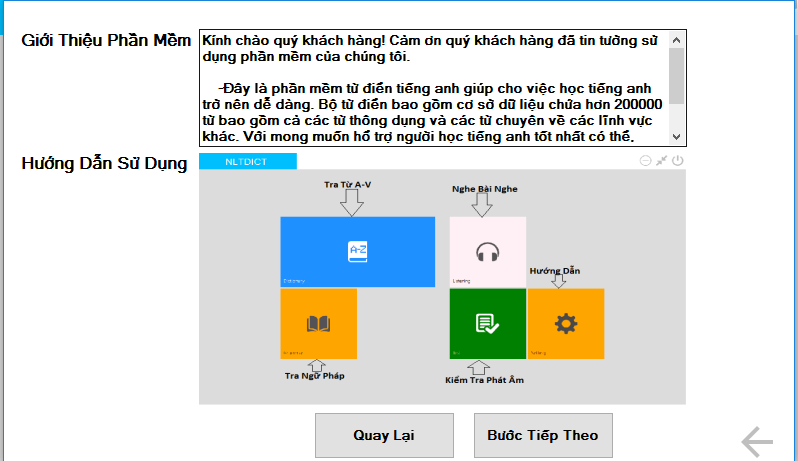 Giới Thiệu Phần Mềm
Kính chào quý khách hàng! Cảm ơn quý khách hàng đã tin tưởng sử
dụng phần mềm của chúng tôi.
-Đây là phần mềm từ điển tiếng anh giúp cho việc học tiếng anh
trở nên dễ dàng. Bộ từ điển bao gồm cơ sở dữ liệu chứa hơn 200000
từ bao gồm cả các từ thông dụng và các từ chuyên về các lĩnh vực
khác. Với mong muốn hổ trợ người học tiếng anh tốt nhất có thể.
Hướng Dẫn Sử Dụng
NLTDICT
Tra Từ A-V
Nghe Bài Nghe
A-Z
Dictionary
Listening
Hướng Dẫn
Setting
Tra Ngữ Pháp
Kiểm Tra Phát Âm
Quay Lại
Bước Tiếp Theo